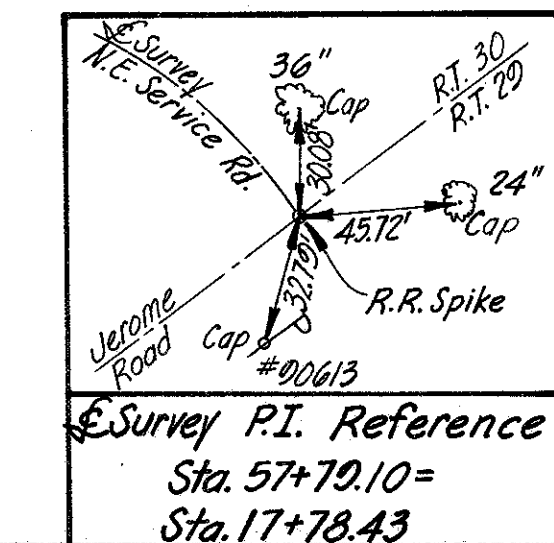 ℄ Survey
N.E. Service Rd.
36"
Cap
R.T. 30
R.T. 29
30.08'
24"
Cap
45.72'
32.79'
R.R. Spike
Jerome
Road
Cap
#90613
℄ Survey P.I. Reference
Sta. 57+79.10=
Sta. 17+78.43